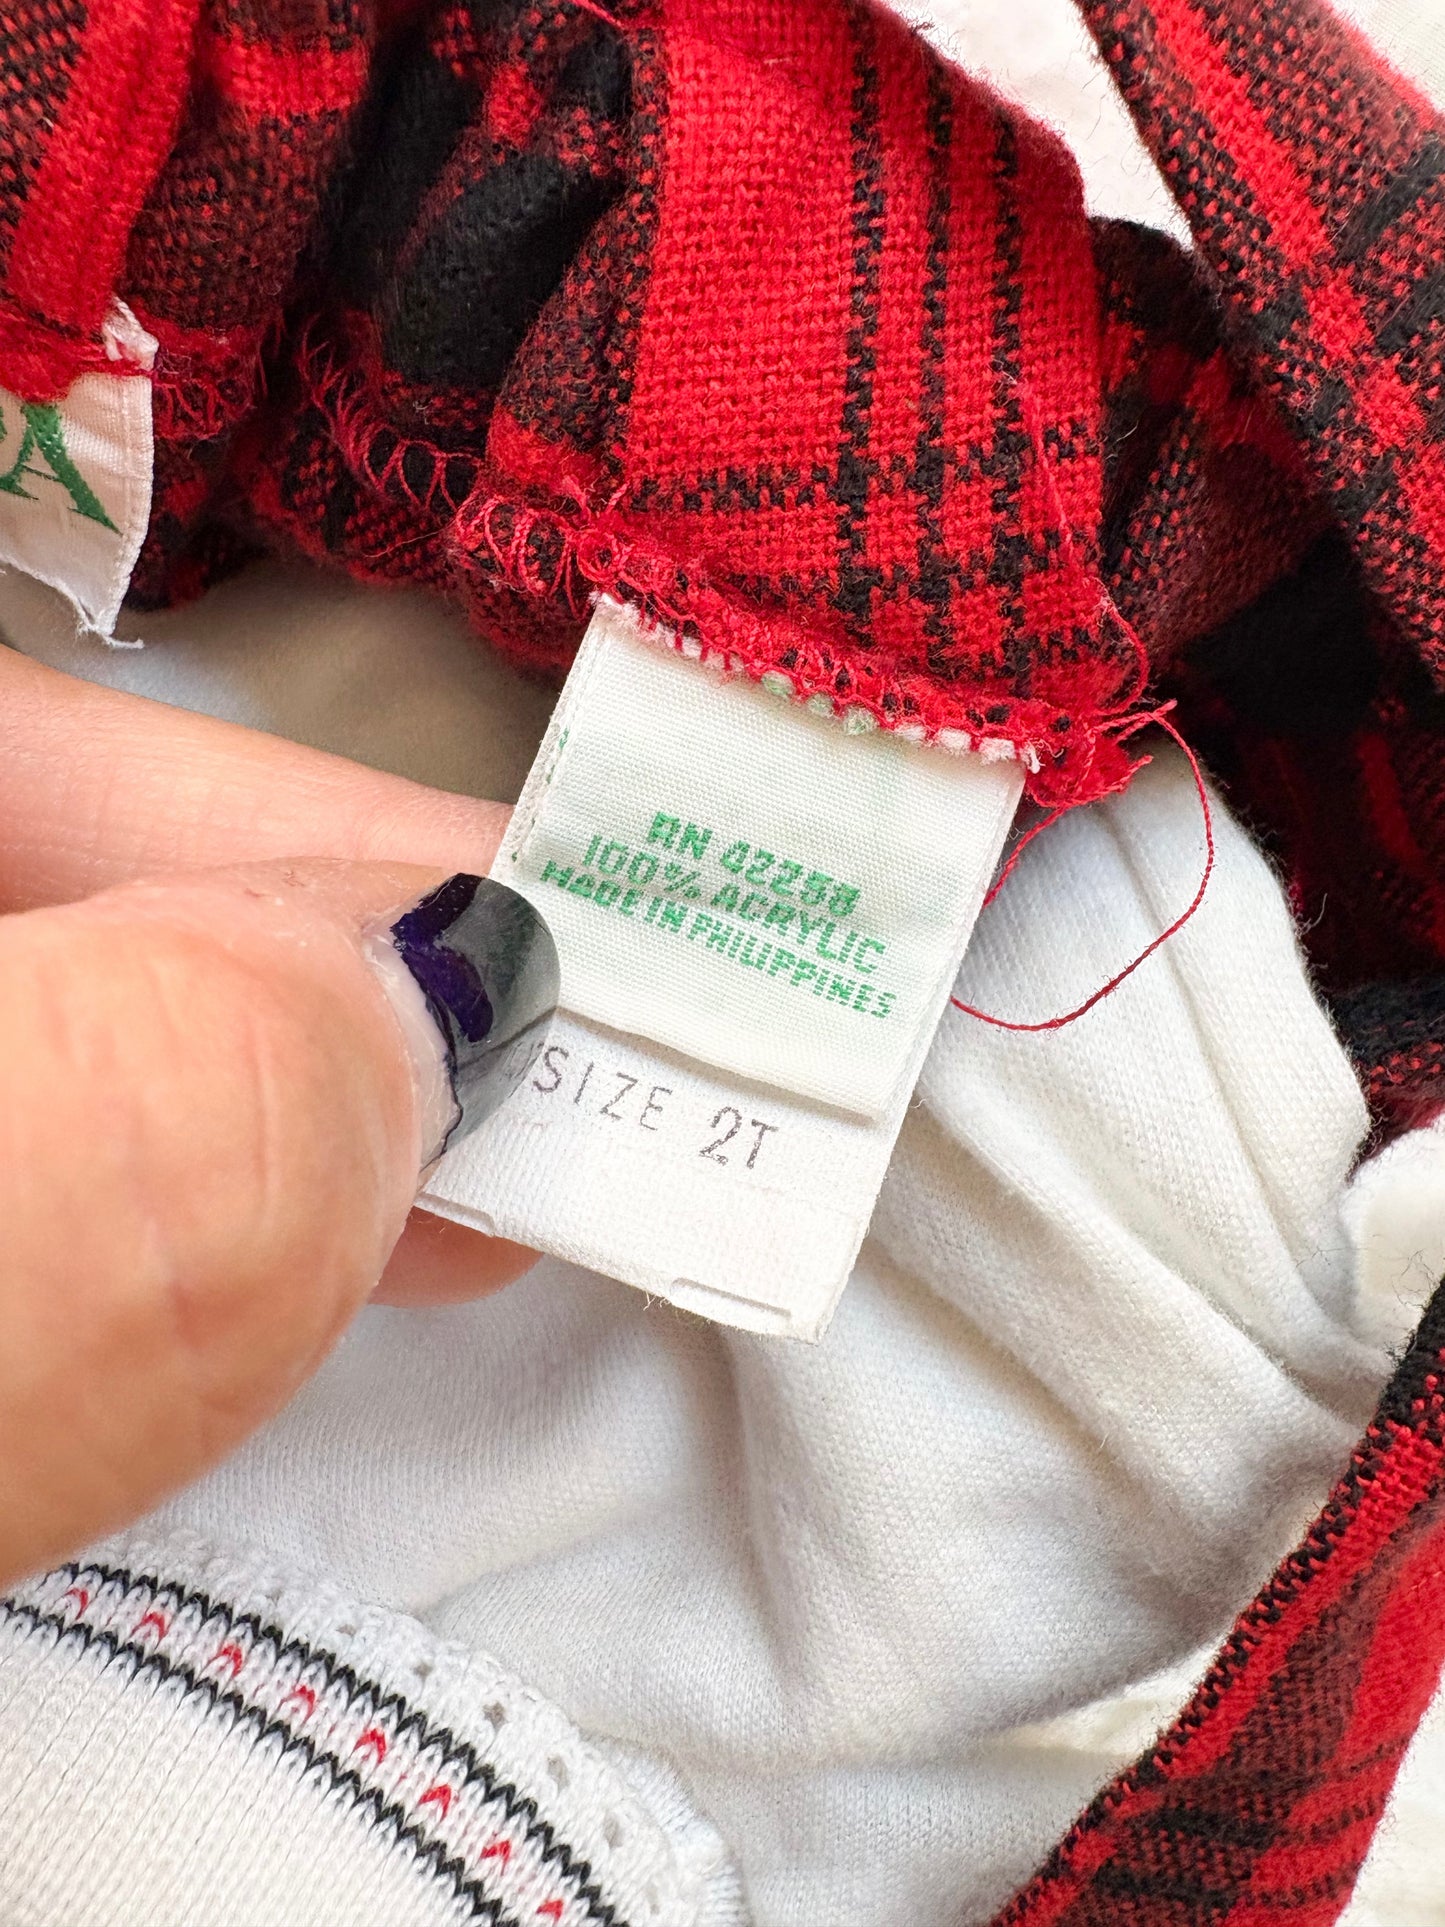 RN 42258
100% ACRYLIC
MADE IN PHILIPPINES
SIZE 2T